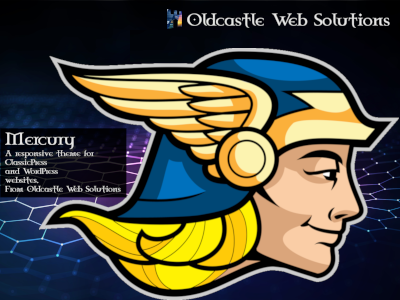 Oldcastle Web Solutions
Mercury
A responsive theme for
ClassicPress
and WordPress
websites.
From Oldcastle Web Solutions